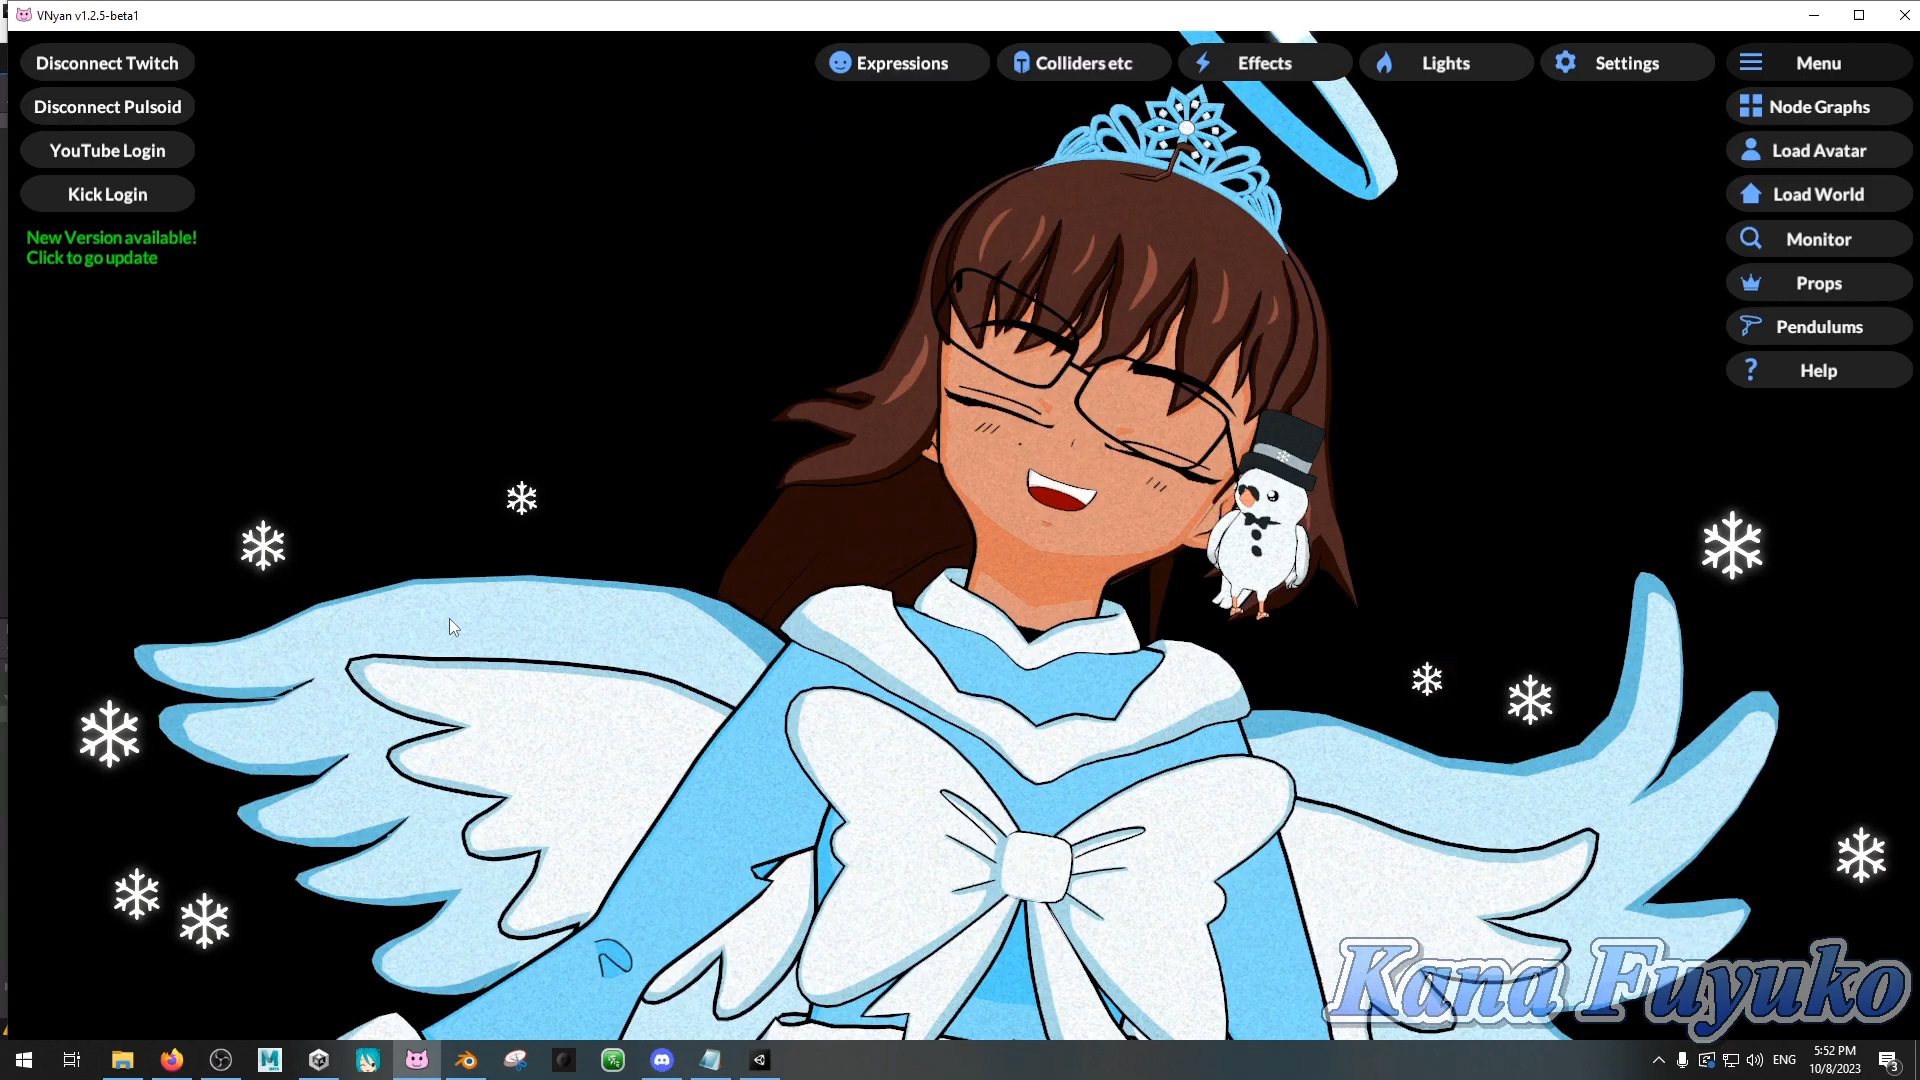 VNyan v1.2.5-beta1
Disconnect Twitch
Disconnect Pulsoid
YouTube Login
Kick Login
New Version available!
Click to go update
Expressions
Colliders etc
Effects
Lights
Settings
Menu
Node Graphs
Load Avatar
Load World
Monitor
Props
Pendulums
Help
Kana Fuyuko
ENG
5:52 PM
10/8/2023
3